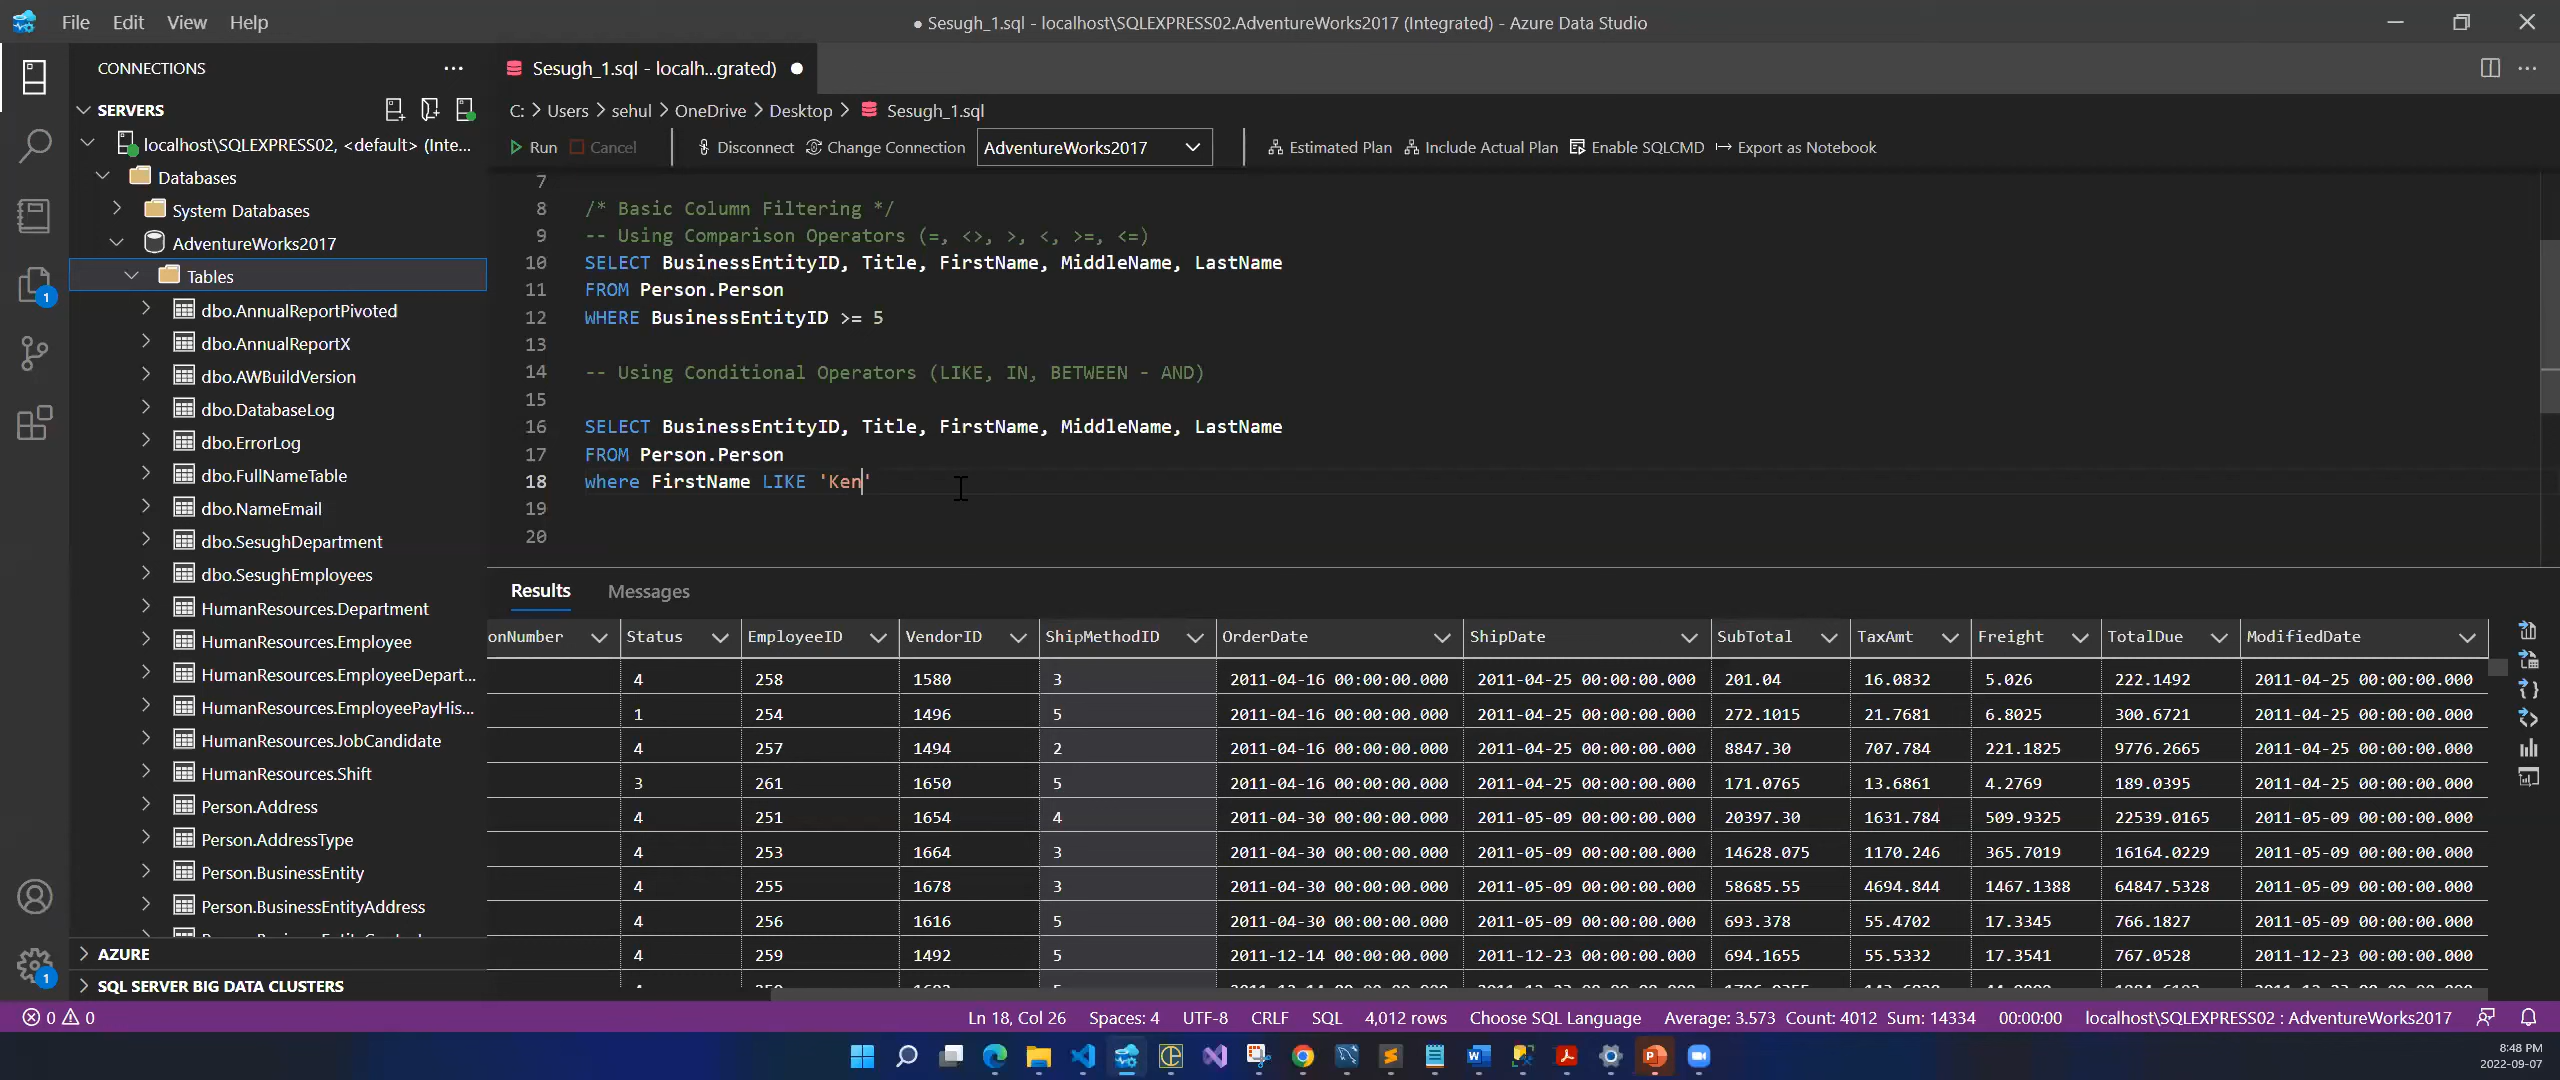 File Edit View Help
● Sesugh_1.sql - localhost\SQLEXPRESS02.AdventureWorks2017 (Integrated) - Azure Data Studio
CONNECTIONS
SERVERS
localhost\SQLEXPRESS02, <default> (Inte...
Databases
System Databases
AdventureWorks2017
Tables
dbo.AnnualReportPivoted
dbo.AnnualReportX
dbo.AWBuildVersion
dbo.DatabaseLog
dbo.ErrorLog
dbo.FullNameTable
dbo.NameEmail
dbo.SesughDepartment
dbo.SesughEmployees
HumanResources.Department
HumanResources.Employee
HumanResources.EmployeeDepart...
HumanResources.EmployeePayHis...
HumanResources.JobCandidate
HumanResources.Shift
Person.Address
Person.AddressType
Person.BusinessEntity
Person.BusinessEntityAddress
AZURE
SQL SERVER BIG DATA CLUSTERS
1
1
Sesugh_1.sql - localh...grated) ●
C: > Users > sehul > OneDrive > Desktop > Sesugh_1.sql
Run Cancel Disconnect Change Connection AdventureWorks2017 Estimated Plan Include Actual Plan Enable SQLCMD Export as Notebook
7
8 /* Basic Column Filtering */
9 -- Using Comparison Operators (=, <>, >, <, >=, <=)
10 SELECT BusinessEntityID, Title, FirstName, MiddleName, LastName
11 FROM Person.Person
12 WHERE BusinessEntityID >= 5
13
14 -- Using Conditional Operators (LIKE, IN, BETWEEN - AND)
15
16 SELECT BusinessEntityID, Title, FirstName, MiddleName, LastName
17 FROM Person.Person
18 where FirstName LIKE 'Ken'
19
20
Results Messages
onNumber Status EmployeeID VendorID ShipMethodID OrderDate ShipDate SubTotal TaxAmt Freight TotalDue ModifiedDate
4 258 1580 3 2011-04-16 00:00:00.000 2011-04-25 00:00:00.000 201.04 16.0832 5.026 222.1492 2011-04-25 00:00:00.000
1 254 1496 5 2011-04-16 00:00:00.000 2011-04-25 00:00:00.000 272.1015 21.7681 6.8025 300.6721 2011-04-25 00:00:00.000
4 257 1494 2 2011-04-16 00:00:00.000 2011-04-25 00:00:00.000 8847.30 707.784 221.1825 9776.2665 2011-04-25 00:00:00.000
3 261 1650 5 2011-04-16 00:00:00.000 2011-04-25 00:00:00.000 171.0765 13.6861 4.2769 189.0395 2011-04-25 00:00:00.000
4 251 1654 4 2011-04-30 00:00:00.000 2011-05-09 00:00:00.000 20397.30 1631.784 509.9325 22539.0165 2011-05-09 00:00:00.000
4 253 1664 3 2011-04-30 00:00:00.000 2011-05-09 00:00:00.000 14628.075 1170.246 365.7019 16164.0229 2011-05-09 00:00:00.000
4 255 1678 3 2011-04-30 00:00:00.000 2011-05-09 00:00:00.000 58685.55 4694.844 1467.1388 64847.5328 2011-05-09 00:00:00.000
4 256 1616 5 2011-04-30 00:00:00.000 2011-05-09 00:00:00.000 693.378 55.4702 17.3345 766.1827 2011-05-09 00:00:00.000
4 259 1492 5 2011-12-14 00:00:00.000 2011-12-23 00:00:00.000 694.1655 55.5332 17.3541 767.0528 2011-12-23 00:00:00.000
0 0 Ln 18, Col 26 Spaces: 4 UTF-8 CRLF SQL 4,012 rows Choose SQL Language Average: 3.573 Count: 4012 Sum: 14334 00:00:00 localhost\SQLEXPRESS02 : AdventureWorks2017
8:48 PM
2022-09-07